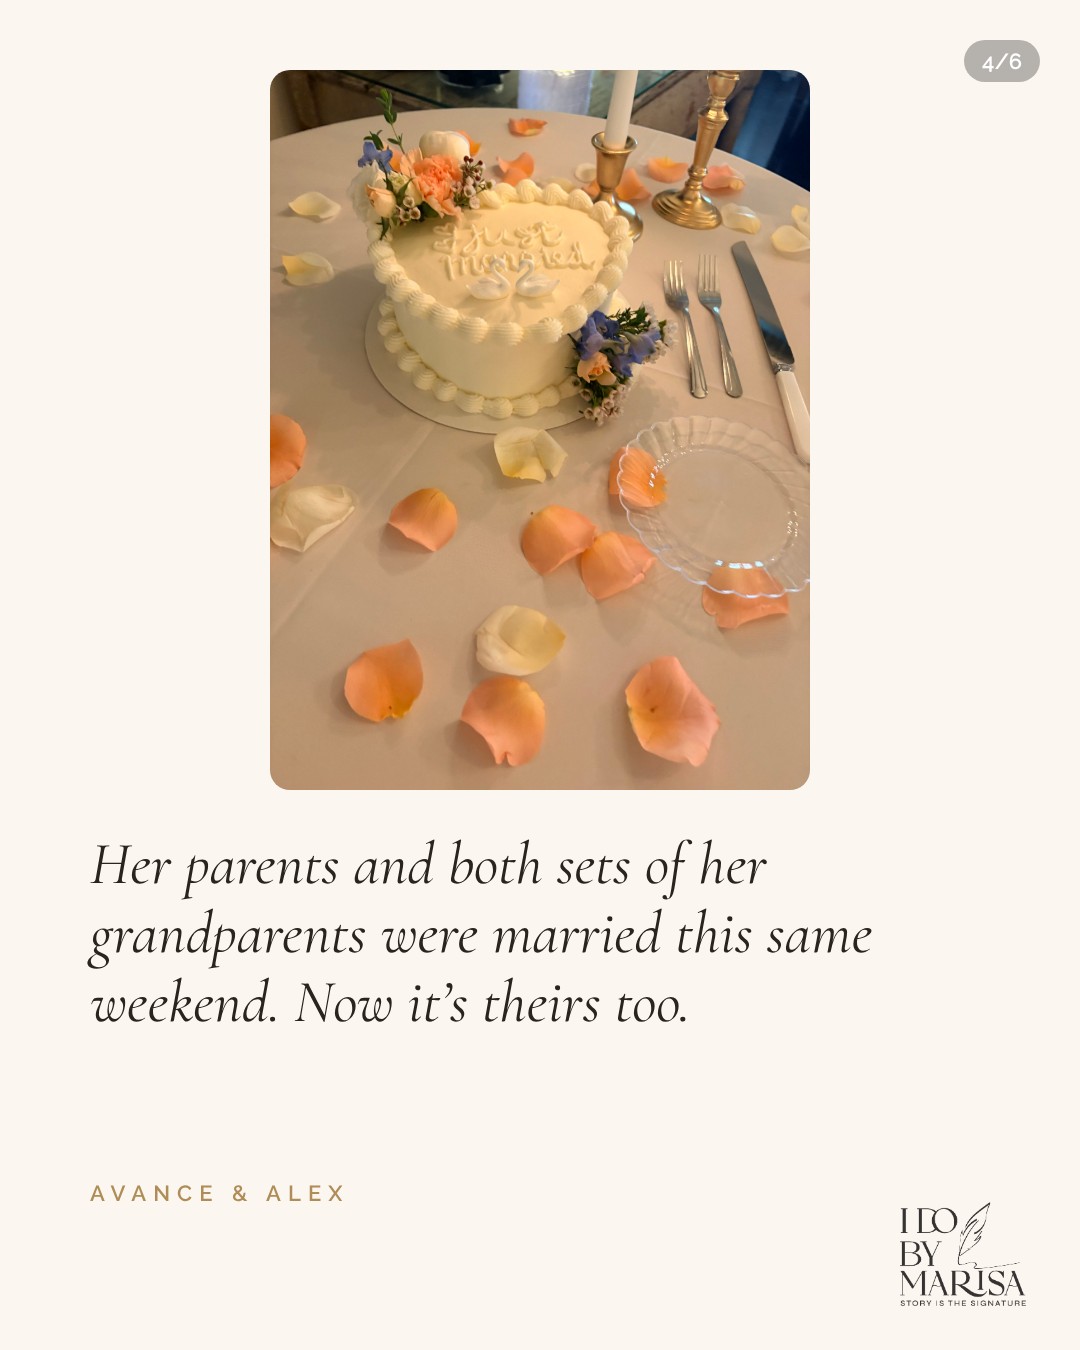 4/6
Just
Married
Her parents and both sets of her
grandparents were married this same
weekend. Now it’s theirs too.
AVANCE & ALEX
I DO
BY
MARISA
STORY IS THE SIGNATURE